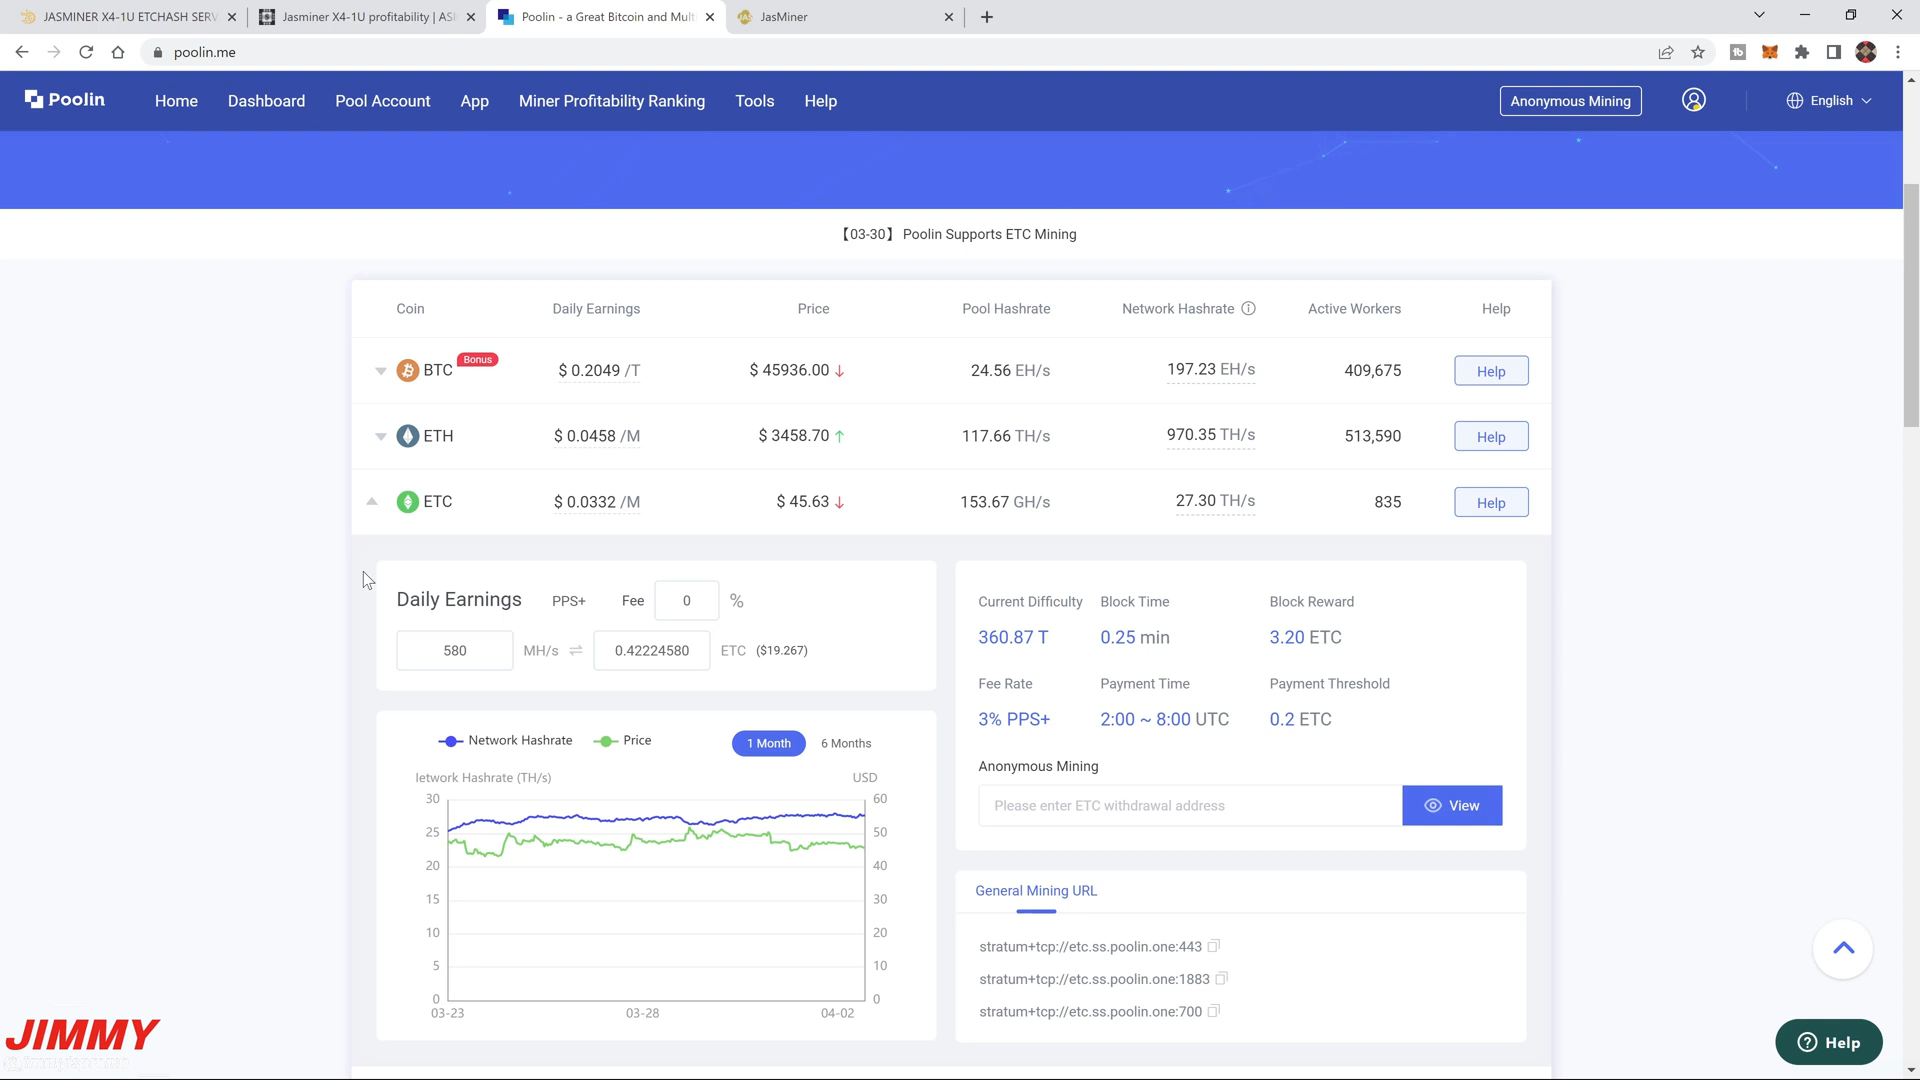 JASMINER X4-1U ETCHASH SERV
Jasminer X4-1U profitability | AS
Poolin - a Great Bitcoin and Mult
JasMiner
poolin.me
Poolin
Home
Dashboard
Pool Account
App
Miner Profitability Ranking
Tools
Help
Anonymous Mining
English
【03-30】 Poolin Supports ETC Mining
Coin Daily Earnings Price Pool Hashrate Network Hashrate Active Workers Help
BTC Bonus $ 0.2049 /T $ 45936.00 ↓ 24.56 EH/s 197.23 EH/s 409,675 Help
ETH $ 0.0458 /M $ 3458.70 ↑ 117.66 TH/s 970.35 TH/s 513,590 Help
ETC $ 0.0332 /M $ 45.63 ↓ 153.67 GH/s 27.30 TH/s 835 Help
Daily Earnings PPS+ Fee 0 %
580 MH/s ⇌ 0.42224580 ETC ($19.267)
Network Hashrate Price 1 Month 6 Months
letwork Hashrate (TH/s) USD
30 60
25 50
20 40
15 30
10 20
5 10
0 0
03-23 03-28 04-02
Current Difficulty Block Time Block Reward
360.87 T 0.25 min 3.20 ETC
Fee Rate Payment Time Payment Threshold
3% PPS+ 2:00 ~ 8:00 UTC 0.2 ETC
Anonymous Mining
Please enter ETC withdrawal address View
General Mining URL
stratum+tcp://etc.ss.poolin.one:443
stratum+tcp://etc.ss.poolin.one:1883
stratum+tcp://etc.ss.poolin.one:700
Help
JIMMY